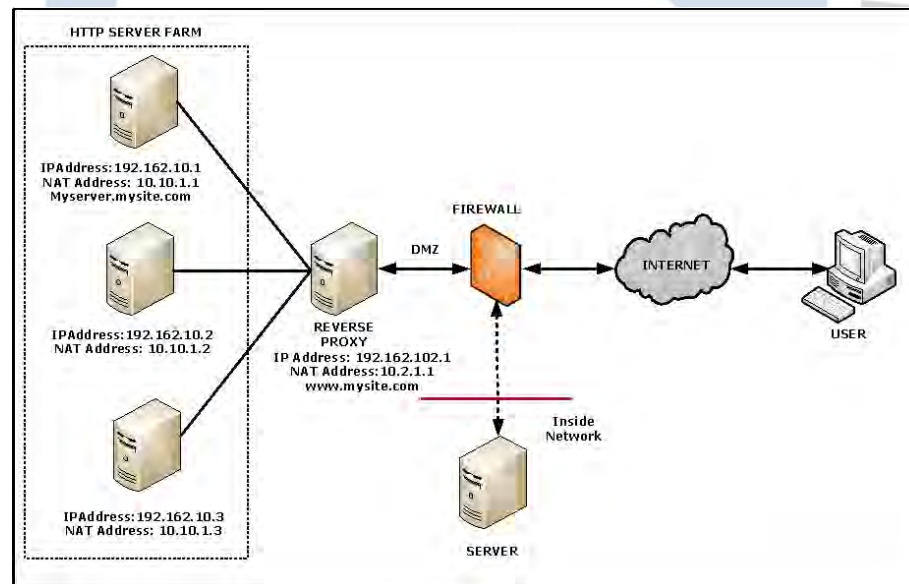 HTTP SERVER FARM
IPAddress:192.162.10.1
NAT Address: 10.10.1.1
Myserver.mysite.com
IPAddress:192.162.10.2
NAT Address: 10.10.1.2
IPAddress:192.162.10.3
NAT Address: 10.10.1.3
REVERSE
PROXY
IP Address: 192.162.102.1
NAT Address:10.2.1.1
www.mysite.com
DMZ
FIREWALL
INTERNET
USER
Inside
Network
SERVER